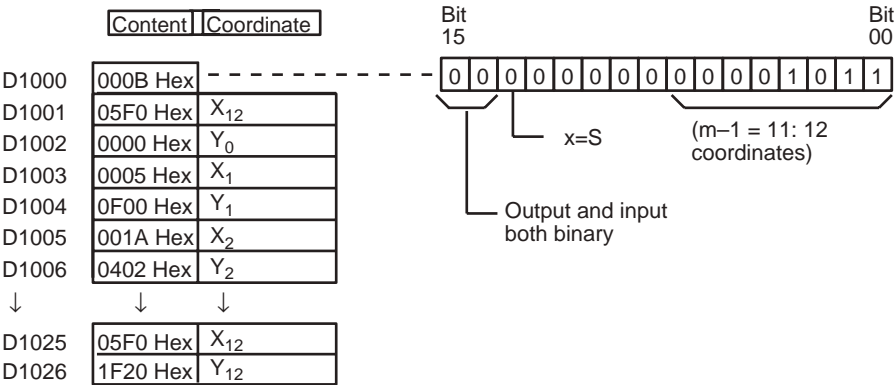 Content Coordinate
D1000 000B Hex
D1001 05F0 Hex X12
D1002 0000 Hex Y0
D1003 0005 Hex X1
D1004 0F00 Hex Y1
D1005 001A Hex X2
D1006 0402 Hex Y2
↓ ↓ ↓
D1025 05F0 Hex X12
D1026 1F20 Hex Y12
Bit 15
Bit 00
0 0 0 0 0 0 0 0 0 0 0 0 1 0 1 1
x=S
(m–1 = 11: 12
coordinates)
Output and input
both binary